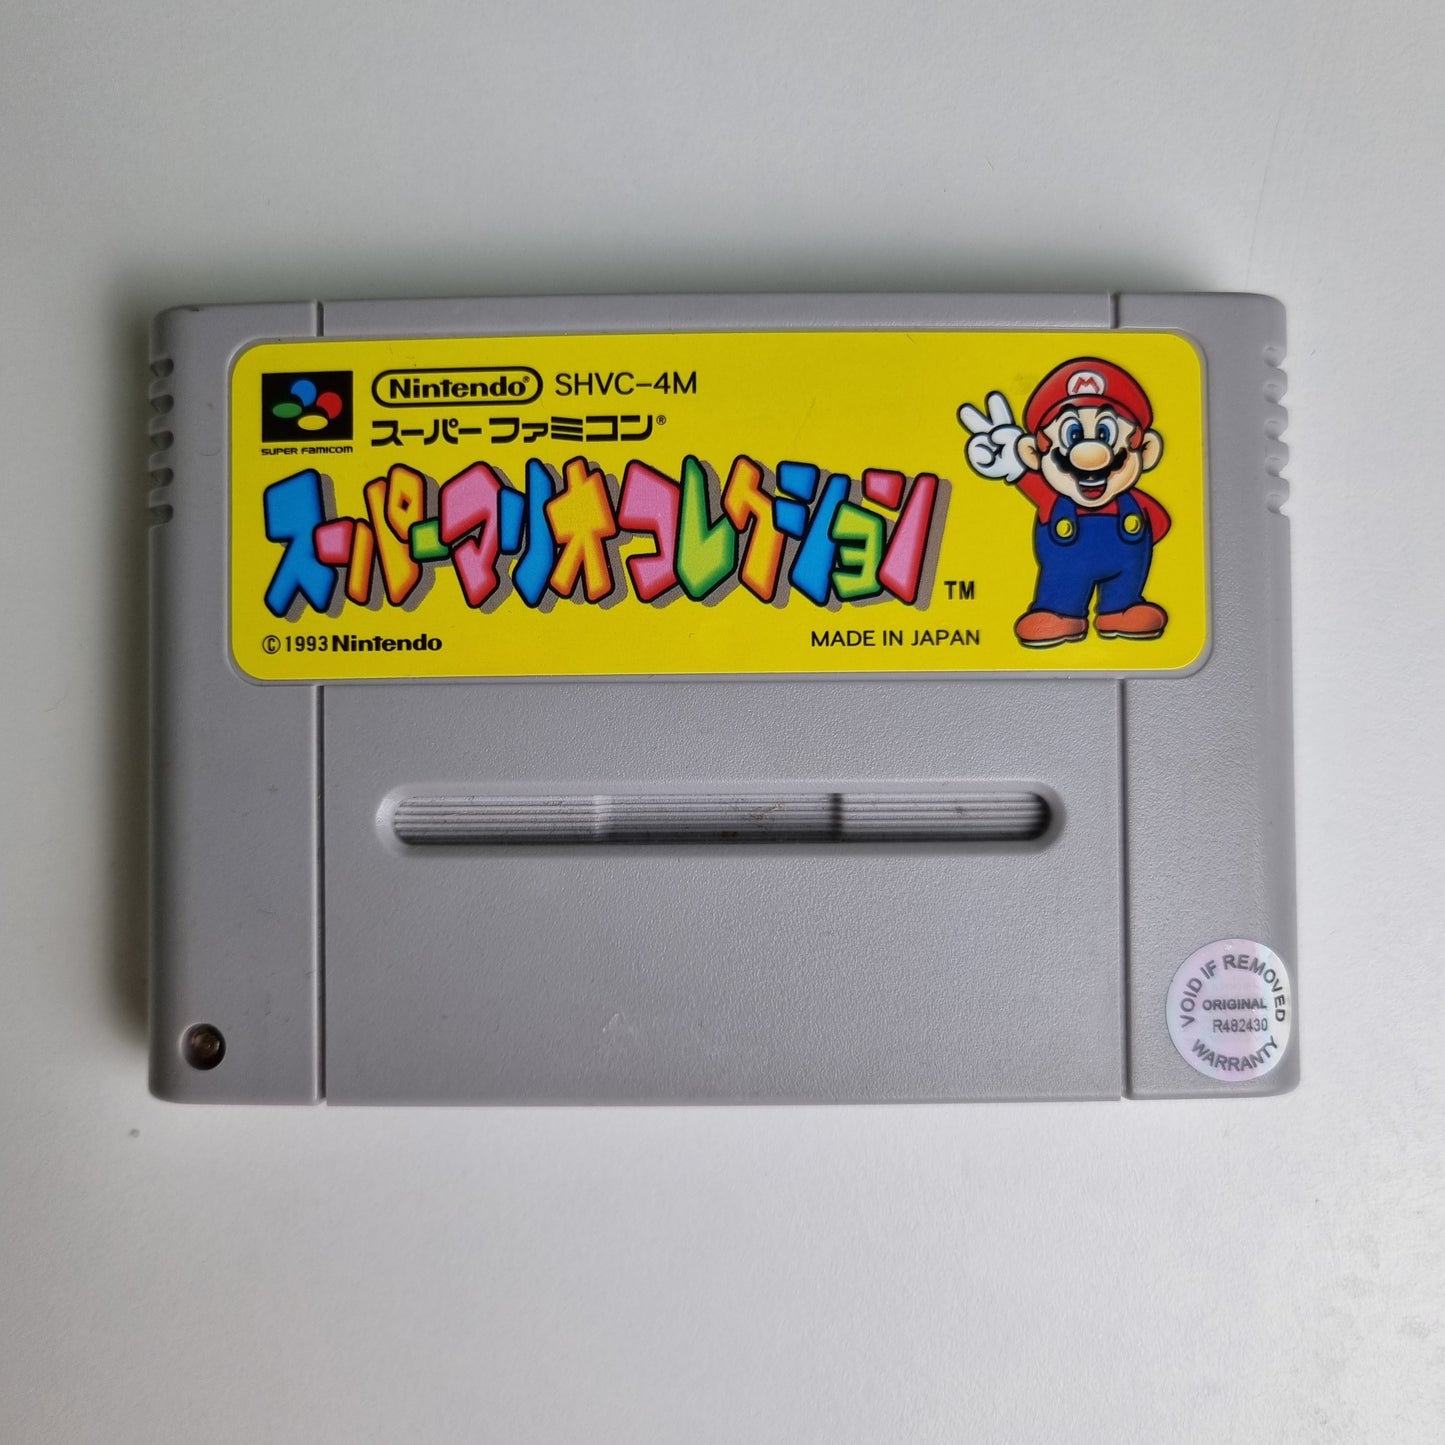 Nintendo® SHVC-4M
SUPER FAMICOM
スーパーファミコン®
スーパーマリオコレクション TM
M
©1993 Nintendo
MADE IN JAPAN
VOID IF REMOVED
ORIGINAL
R482430
WARRANTY